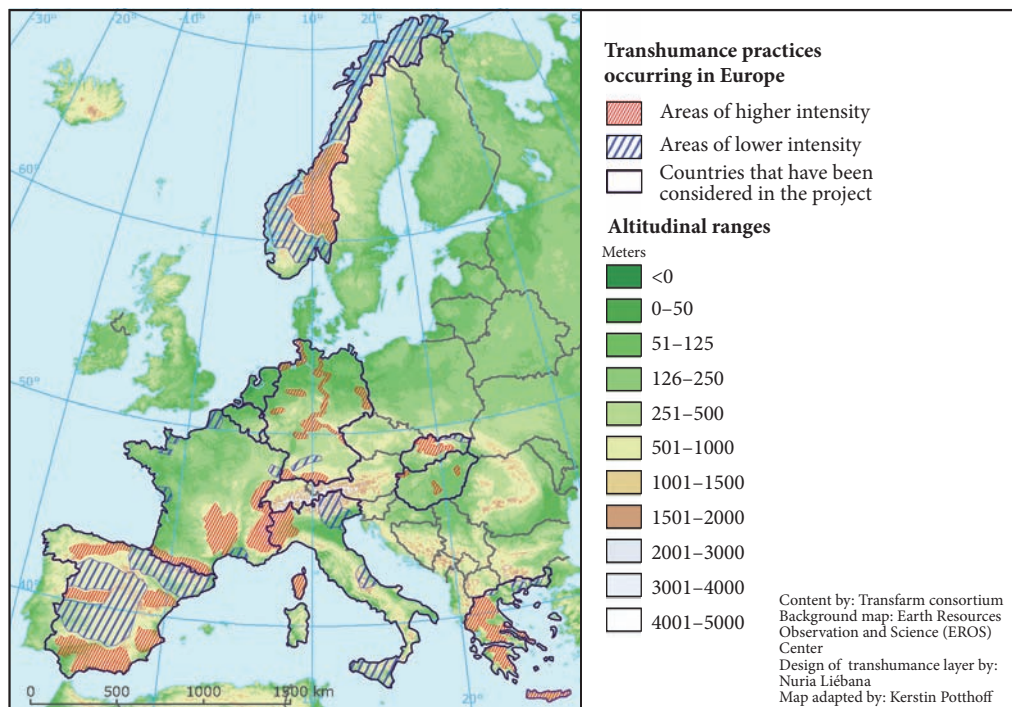 -30°
-20°
-10°
0°
10°
20°
30°
60°
50°
40°
0
500
1000
1500 km
20°
Transhumance practices
occurring in Europe
Areas of higher intensity
Areas of lower intensity
Countries that have been
considered in the project
Altitudinal ranges
Meters
<0
0–50
51–125
126–250
251–500
501–1000
1001–1500
1501–2000
2001–3000
3001–4000
4001–5000
Content by: Transfarm consortium
Background map: Earth Resources
Observation and Science (EROS)
Center
Design of transhumance layer by:
Nuria Liébana
Map adapted by: Kerstin Potthoff